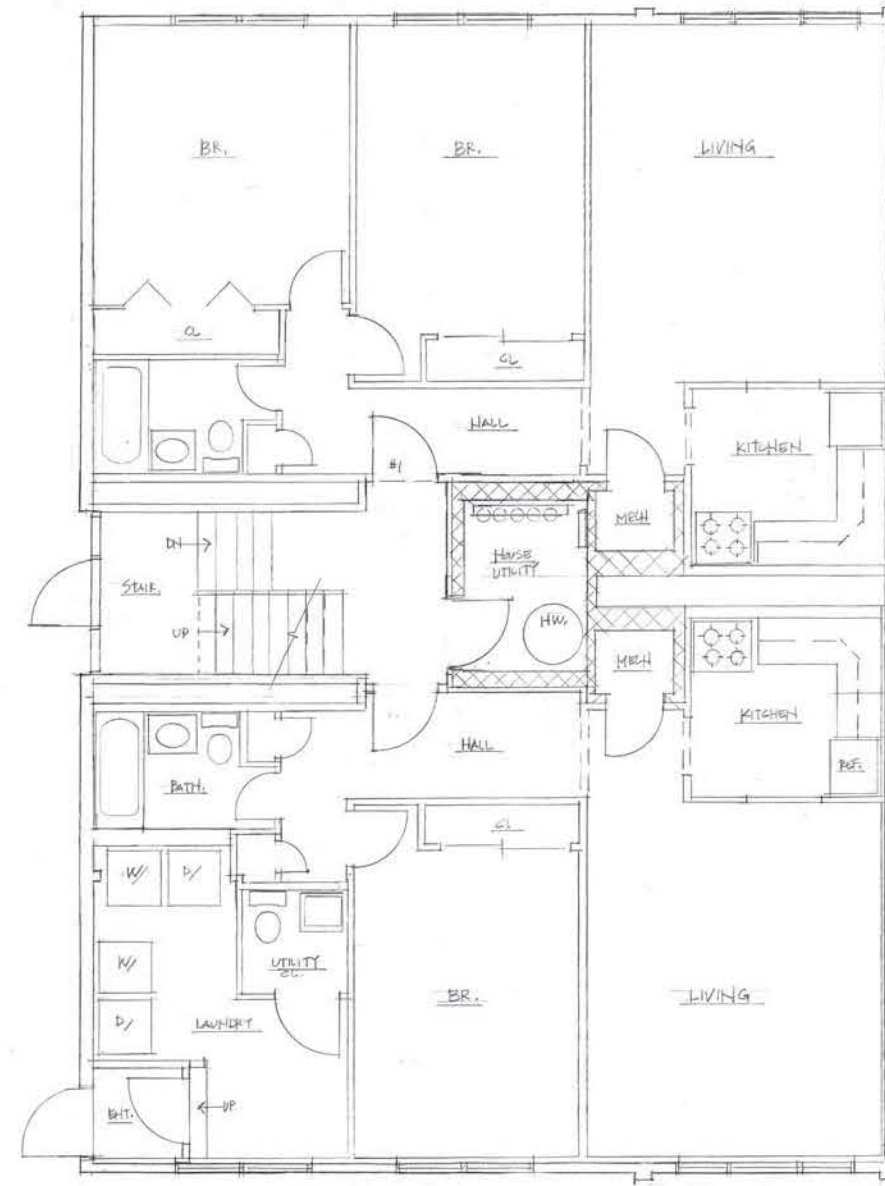 BR.
BR.
LIVING
CL
CL
HALL
KITCHEN
#1
MECH
DN
HOUSE
UTILITY
STAIR.
UP
HW.
MECH
KITCHEN
HALL
REF.
BATH.
CL
W/
D/
W/
UTILITY
CL.
BR.
LIVING
D/
LAUNDRY
ENT.
UP